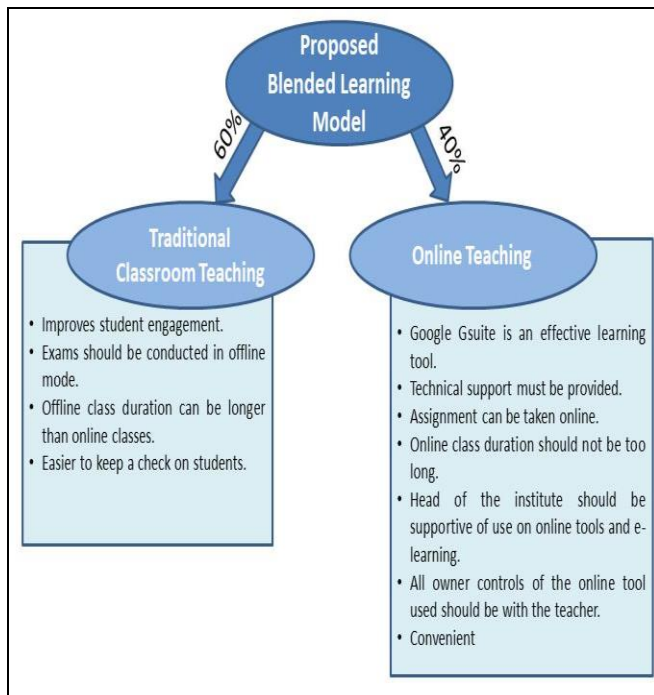 Proposed
Blended Learning
Model
60%
40%
Traditional
Classroom Teaching
• Improves student engagement.
• Exams should be conducted in offline
mode.
• Offline class duration can be longer
than online classes.
• Easier to keep a check on students.
Online Teaching
• Google Gsuite is an effective learning
tool.
• Technical support must be provided.
• Assignment can be taken online.
• Online class duration should not be too
long.
• Head of the institute should be
supportive of use on online tools and e-
learning.
• All owner controls of the online tool
used should be with the teacher.
• Convenient